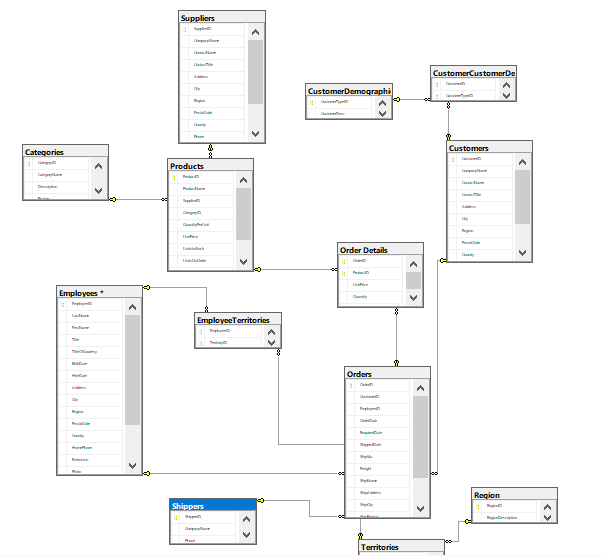 Suppliers
SupplierID
CompanyName
ContactName
ContactTitle
Address
City
Region
PostalCode
Country
Phone
CustomerDemographi
CustomerTypeID
CustomerDesc
CustomerCustomerDe
CustomerID
CustomerTypeID
Categories
CategoryID
CategoryName
Description
Picture
Products
ProductID
ProductName
SupplierID
CategoryID
QuantityPerUnit
UnitPrice
UnitsInStock
UnitsOnOrder
Customers
CustomerID
CompanyName
ContactName
ContactTitle
Address
City
Region
PostalCode
Country
Order Details
OrderID
ProductID
UnitPrice
Quantity
Employees *
EmployeeID
LastName
FirstName
Title
TitleOfCourtesy
BirthDate
HireDate
Address
City
Region
PostalCode
Country
HomePhone
Extension
Photo
EmployeeTerritories
EmployeeID
TerritoryID
Orders
OrderID
CustomerID
EmployeeID
OrderDate
RequiredDate
ShippedDate
ShipVia
Freight
ShipName
ShipAddress
ShipCity
ShipRegion
Shippers
ShipperID
CompanyName
Phone
Region
RegionID
RegionDescription
Territories